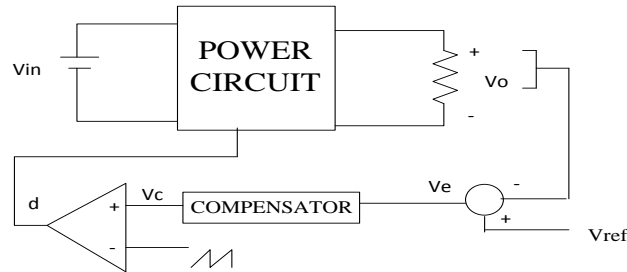 POWER
CIRCUIT
Vin
+
Vo
-
d
+
Vc
COMPENSATOR
Ve
-
+
-
Vref